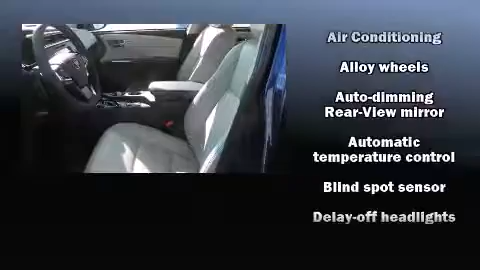 Air Conditioning
Alloy wheels
Auto-dimming
Rear-View mirror
Automatic
temperature control
Blind spot sensor
Delay-off headlights